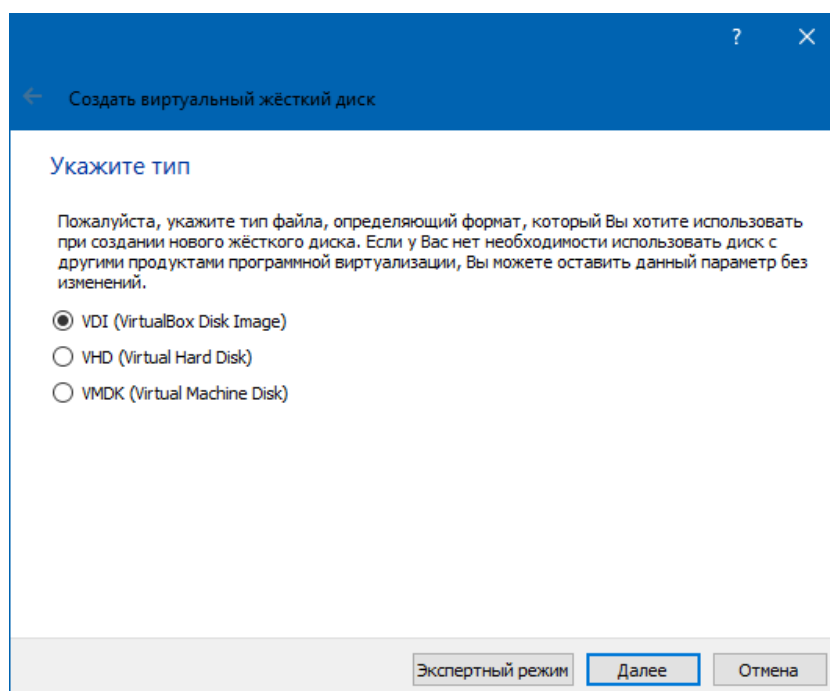 ?
Создать виртуальный жёсткий диск
Укажите тип
Пожалуйста, укажите тип файла, определяющий формат, который Вы хотите использовать
при создании нового жёсткого диска. Если у Вас нет необходимости использовать диск с
другими продуктами программной виртуализации, Вы можете оставить данный параметр без
изменений.
VDI (VirtualBox Disk Image)
VHD (Virtual Hard Disk)
VMDK (Virtual Machine Disk)
Экспертный режим Далее Отмена